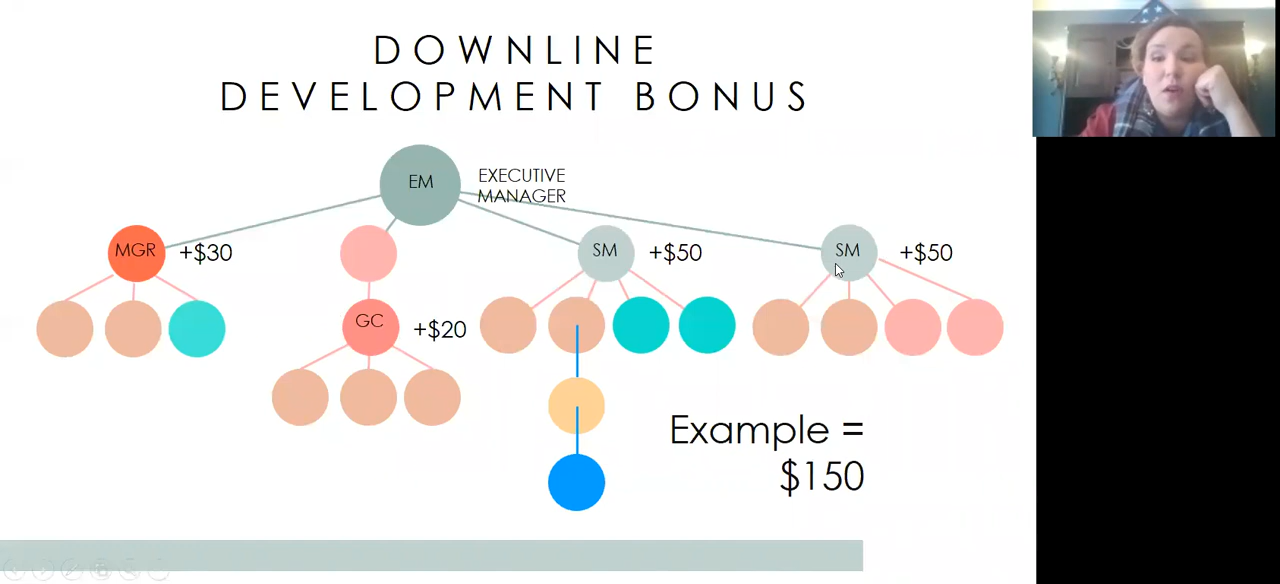 DOWNLINE
DEVELOPMENT BONUS
EM
EXECUTIVE
MANAGER
MGR
+$30
SM
+$50
SM
+$50
GC
+$20
Example =
$150